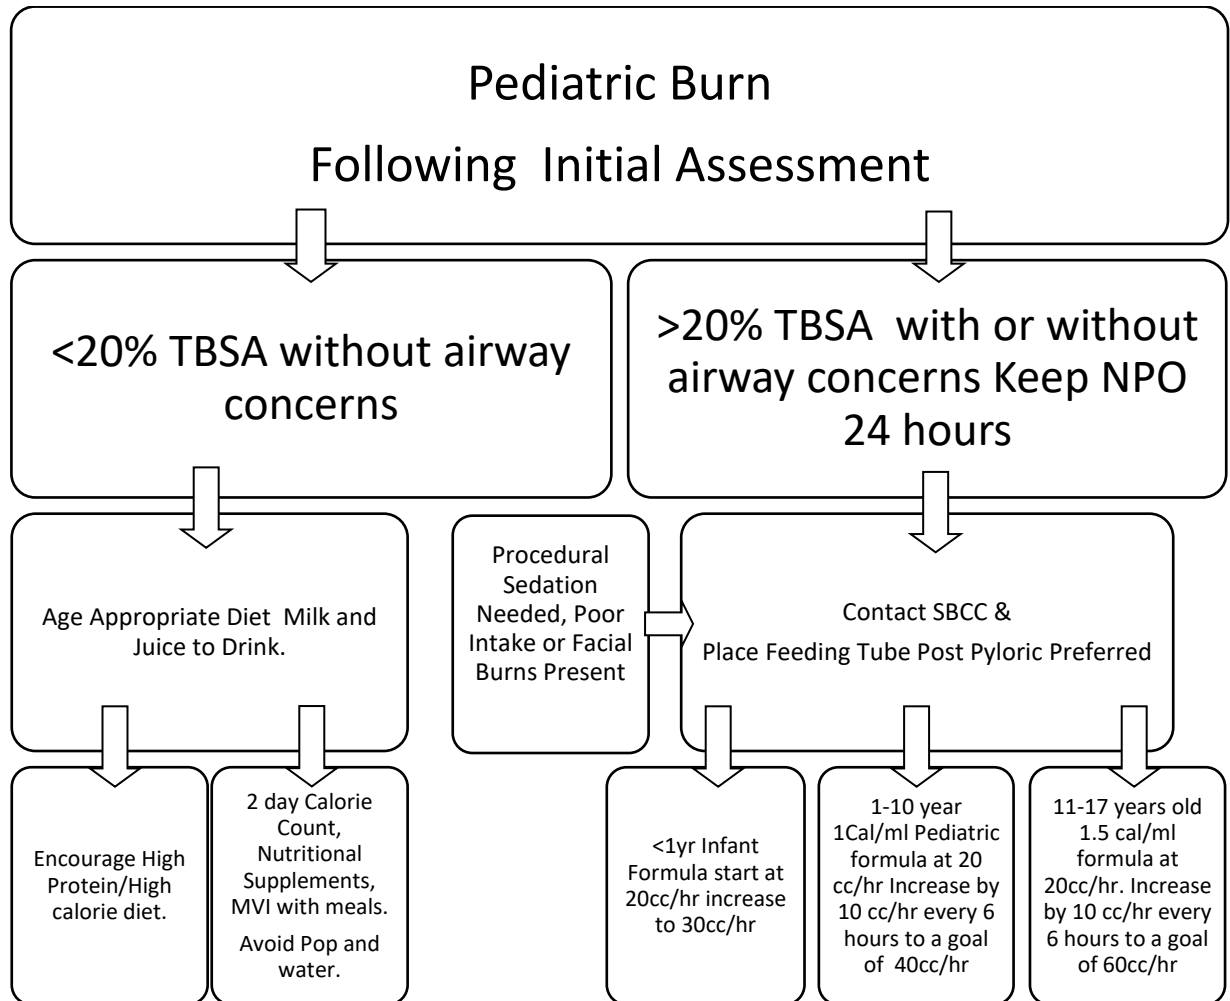 Pediatric Burn
Following Initial Assessment
<20% TBSA without airway
concerns
>20% TBSA with or without
airway concerns Keep NPO
24 hours
Age Appropriate Diet Milk and
Juice to Drink.
Procedural
Sedation
Needed, Poor
Intake or Facial
Burns Present
Contact SBCC &
Place Feeding Tube Post Pyloric Preferred
Encourage High
Protein/High
calorie diet.
2 day Calorie
Count,
Nutritional
Supplements,
MVI with meals.
Avoid Pop and
water.
<1yr Infant
Formula start at
20cc/hr increase
to 30cc/hr
1-10 year
1Cal/ml Pediatric
formula at 20
cc/hr Increase by
10 cc/hr every 6
hours to a goal
of 40cc/hr
11-17 years old
1.5 cal/ml
formula at
20cc/hr. Increase
by 10 cc/hr every
6 hours to a goal
of 60cc/hr